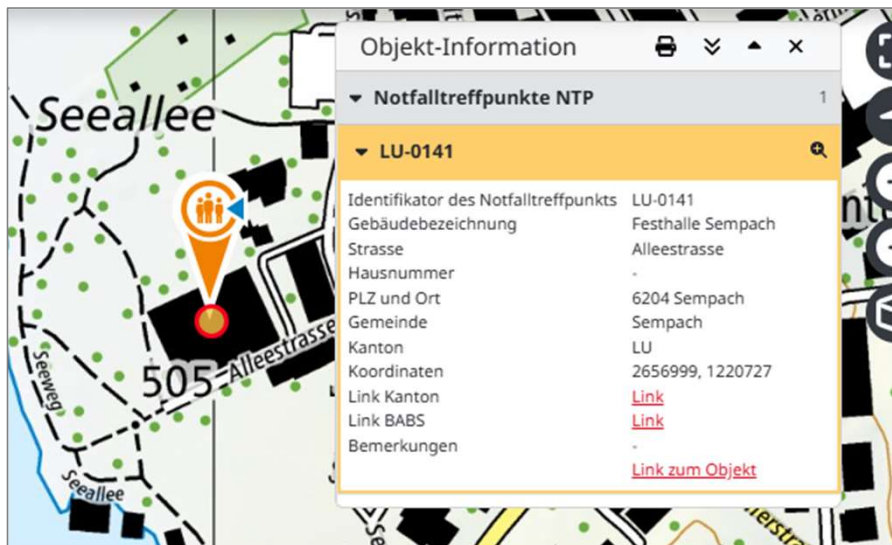 Objekt-Information
Notfalltreffpunkte NTP 1
LU-0141
Identifikator des Notfalltreffpunkts LU-0141
Gebäudebezeichnung Festhalle Sempach
Strasse Alleestrasse
Hausnummer -
PLZ und Ort 6204 Sempach
Gemeinde Sempach
Kanton LU
Koordinaten 2656999, 1220727
Link Kanton Link
Link BABS Link
Bemerkungen -
Link zum Objekt
Seeallee
505
Alleestrasse
Seeweg
Seeallee